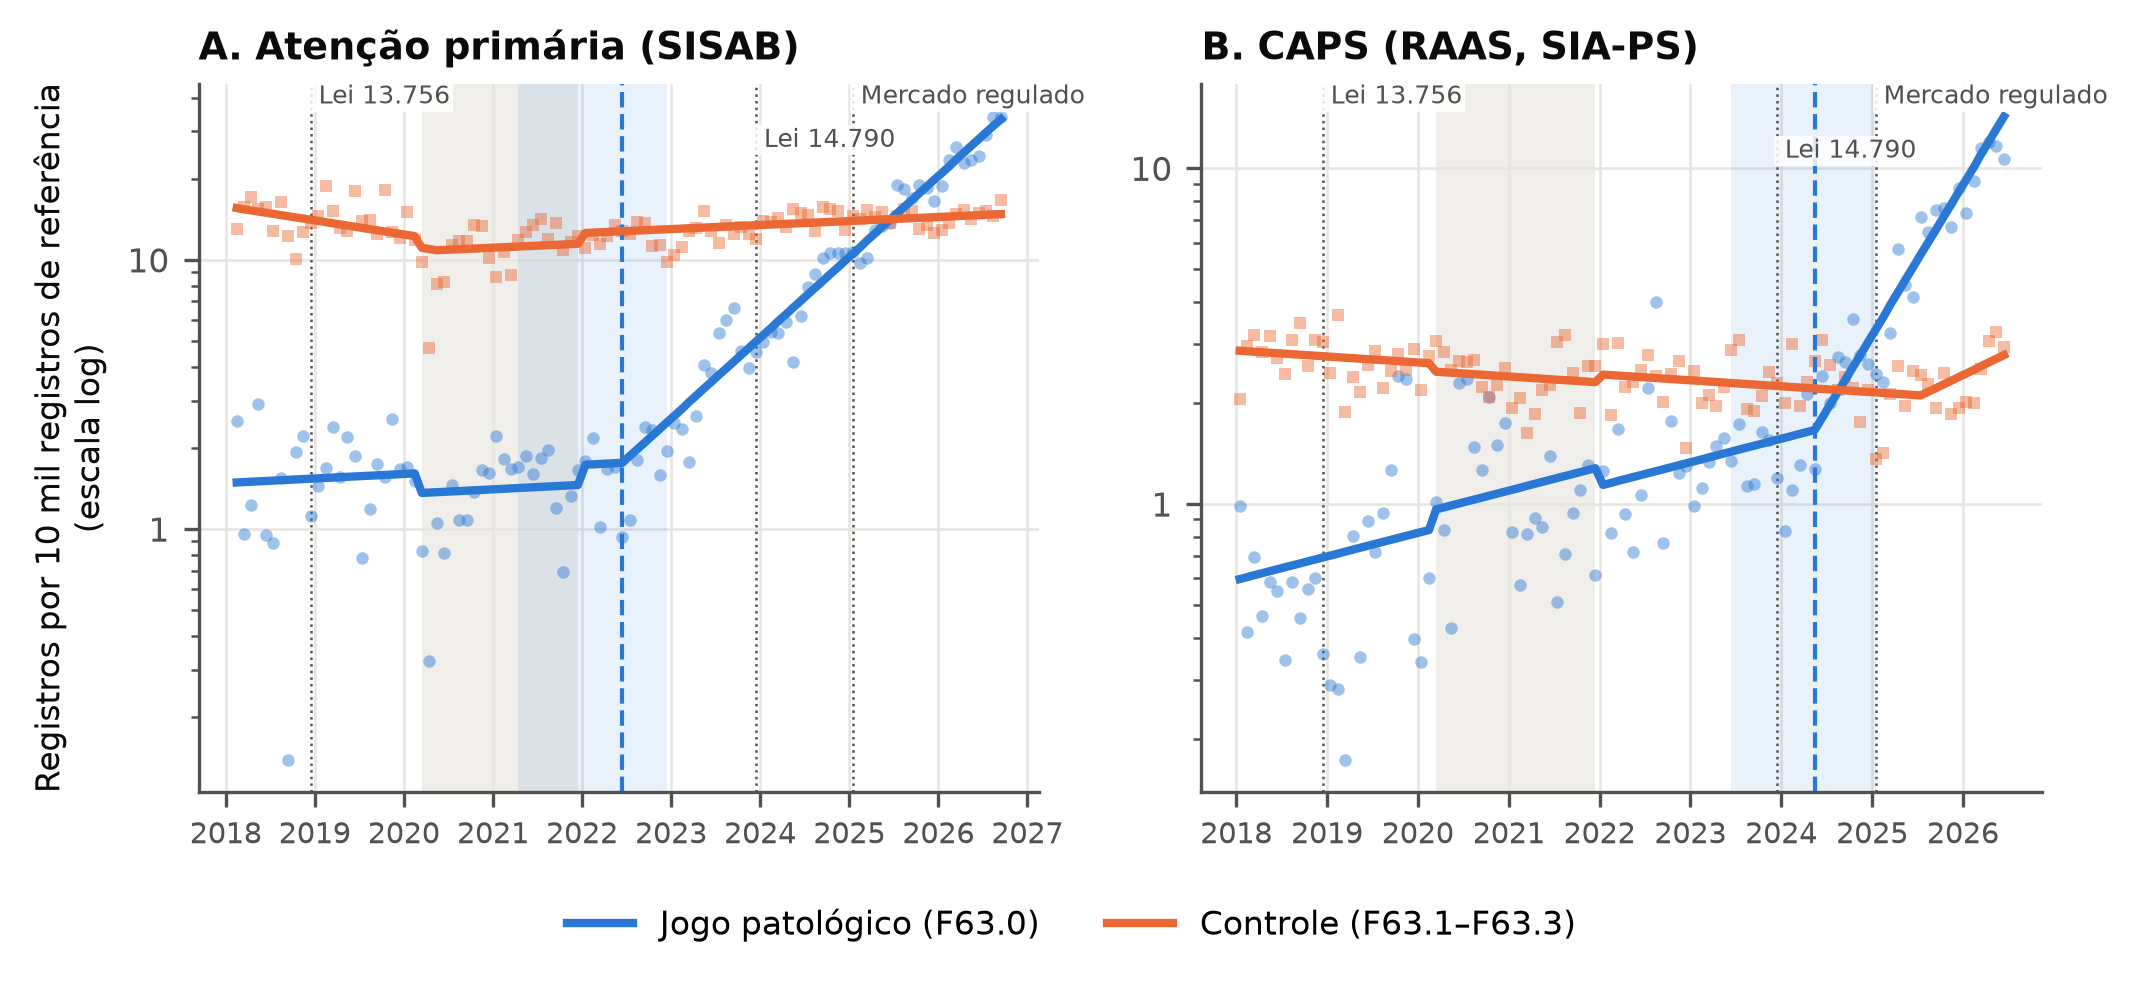 A. Atenção primária (SISAB)
Registros por 10 mil registros de referência
(escala log)
10
1
Lei 13.756
Lei 14.790
Mercado regulado
2018 2019 2020 2021 2022 2023 2024 2025 2026 2027
B. CAPS (RAAS, SIA-PS)
10
1
Lei 13.756
Lei 14.790
Mercado regulado
2018 2019 2020 2021 2022 2023 2024 2025 2026
Jogo patológico (F63.0)
Controle (F63.1–F63.3)